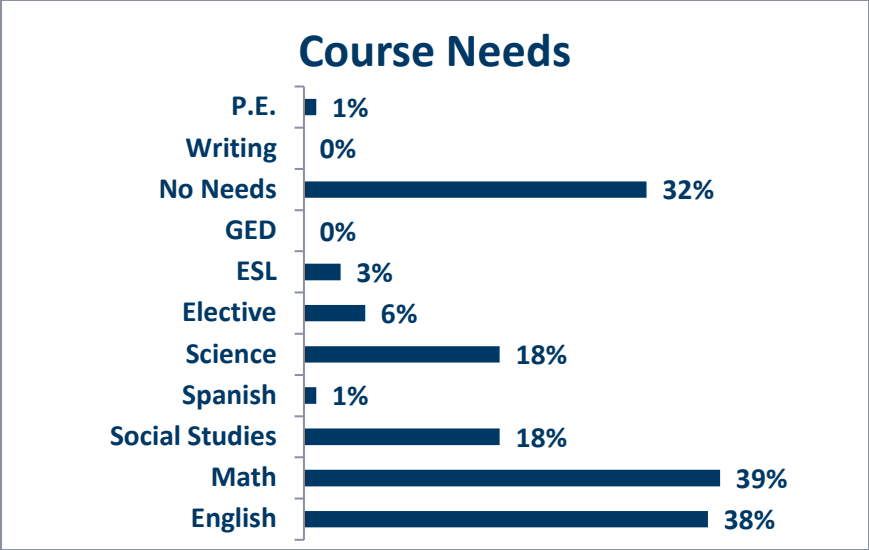 Course Needs
P.E. 1%
Writing 0%
No Needs 32%
GED 0%
ESL 3%
Elective 6%
Science 18%
Spanish 1%
Social Studies 18%
Math 39%
English 38%